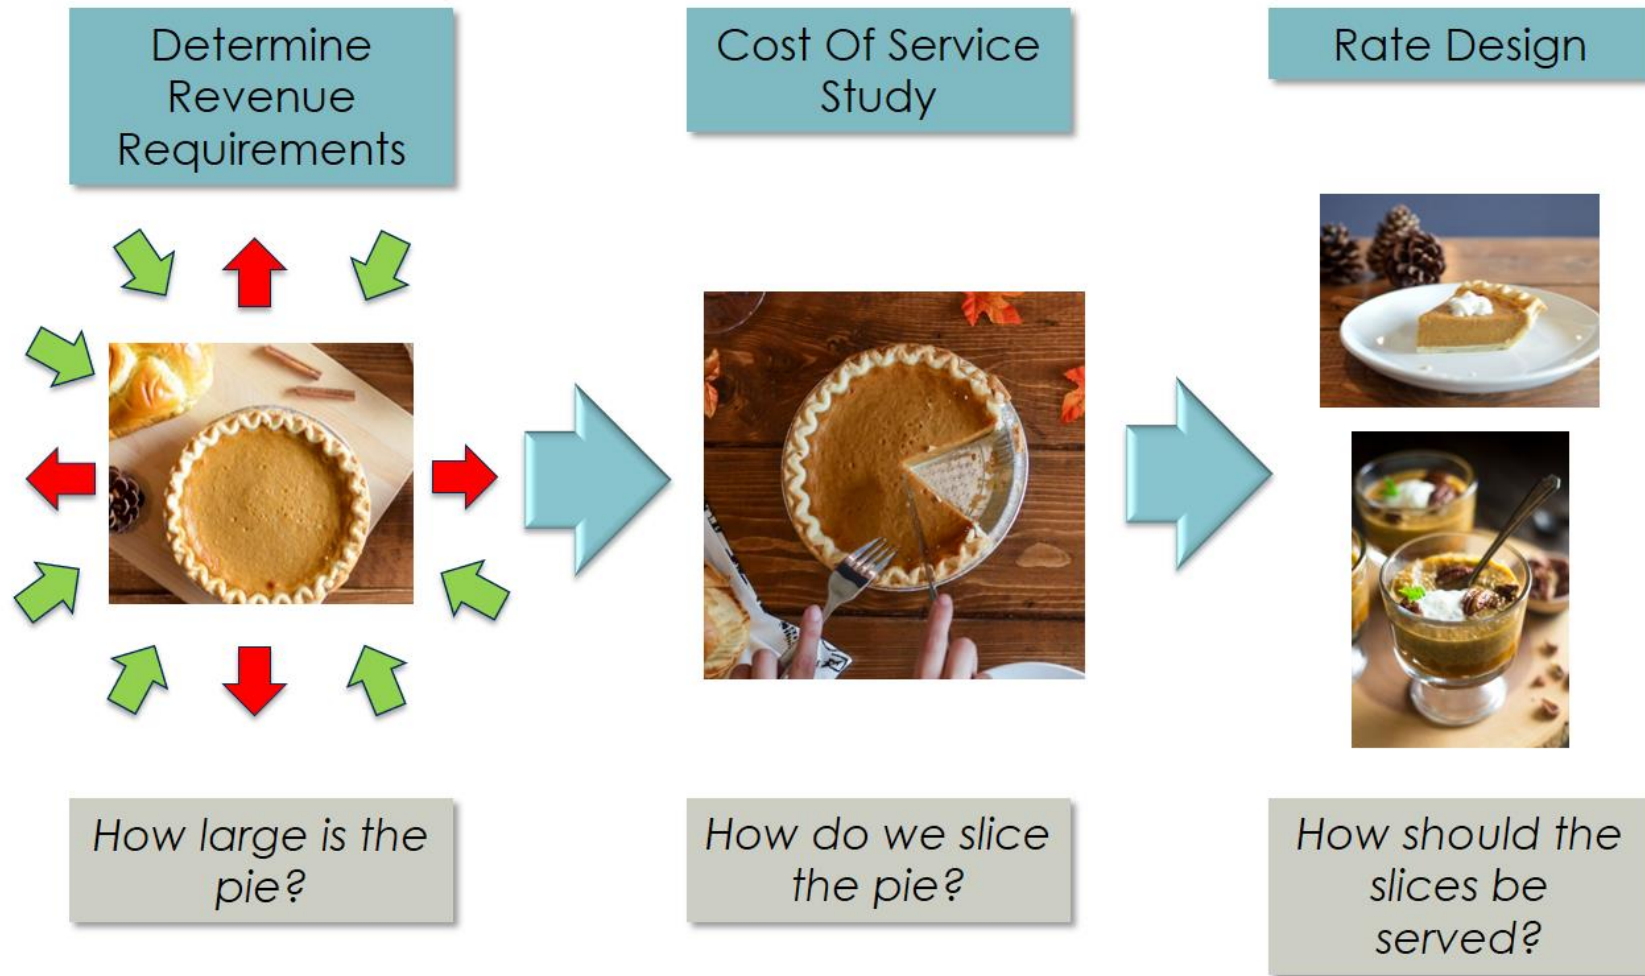 Determine
Revenue
Requirements
Cost Of Service
Study
Rate Design
How large is the
pie?
How do we slice
the pie?
How should the
slices be
served?